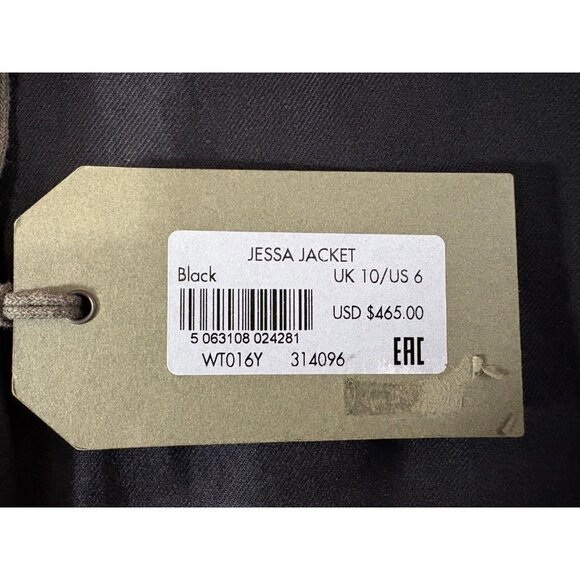 JESSA JACKET
Black UK 10/US 6
USD $465.00
5 063108 024281
WT016Y 314096 EAC